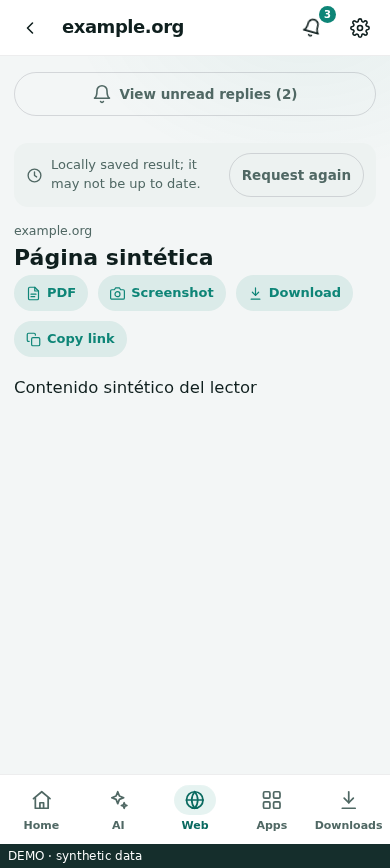 example.org
3
View unread replies (2)
Locally saved result; it
may not be up to date.
Request again
example.org
Página sintética
PDF
Screenshot
Download
Copy link
Contenido sintético del lector
Home
AI
Web
Apps
Downloads
DEMO · synthetic data